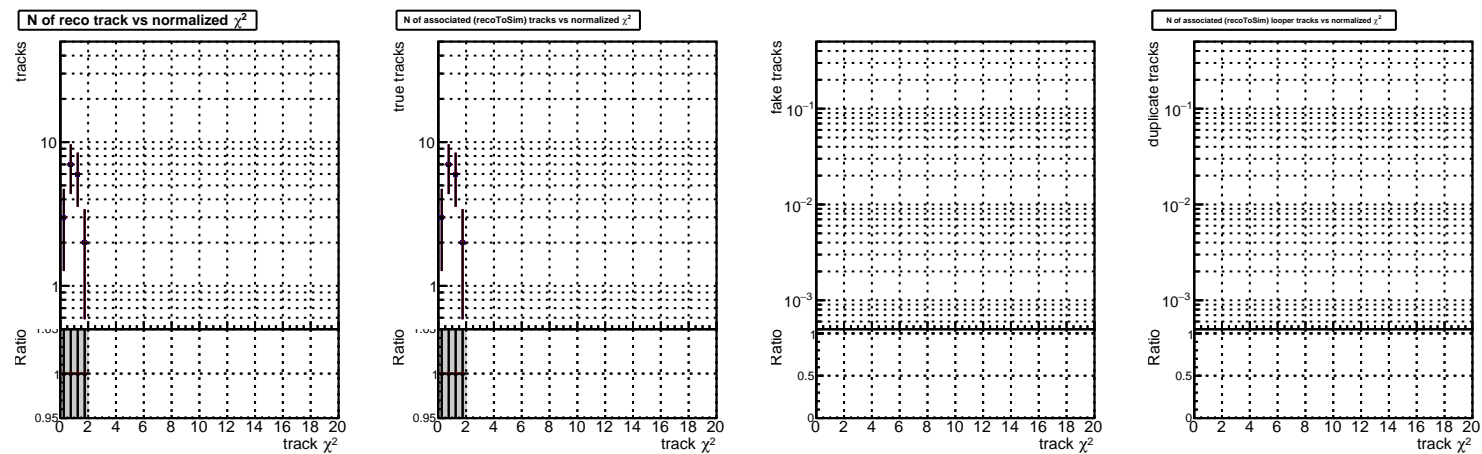 N of reco track vs normalized χ²
tracks
10
1
Ratio
1.05
1
0.95
0 2 4 6 8 10 12 14 16 18 20
track χ²
N of associated (recoToSim) tracks vs normalized χ²
true tracks
10
1
Ratio
1.05
1
0.95
0 2 4 6 8 10 12 14 16 18 20
track χ²
fake tracks
10⁻¹
10⁻²
10⁻³
Ratio
1
0.5
0
0 2 4 6 8 10 12 14 16 18 20
track χ²
N of associated (recoToSim) looper tracks vs normalized χ²
duplicate tracks
10⁻¹
10⁻²
10⁻³
Ratio
1
0.5
0
0 2 4 6 8 10 12 14 16 18 20
track χ²